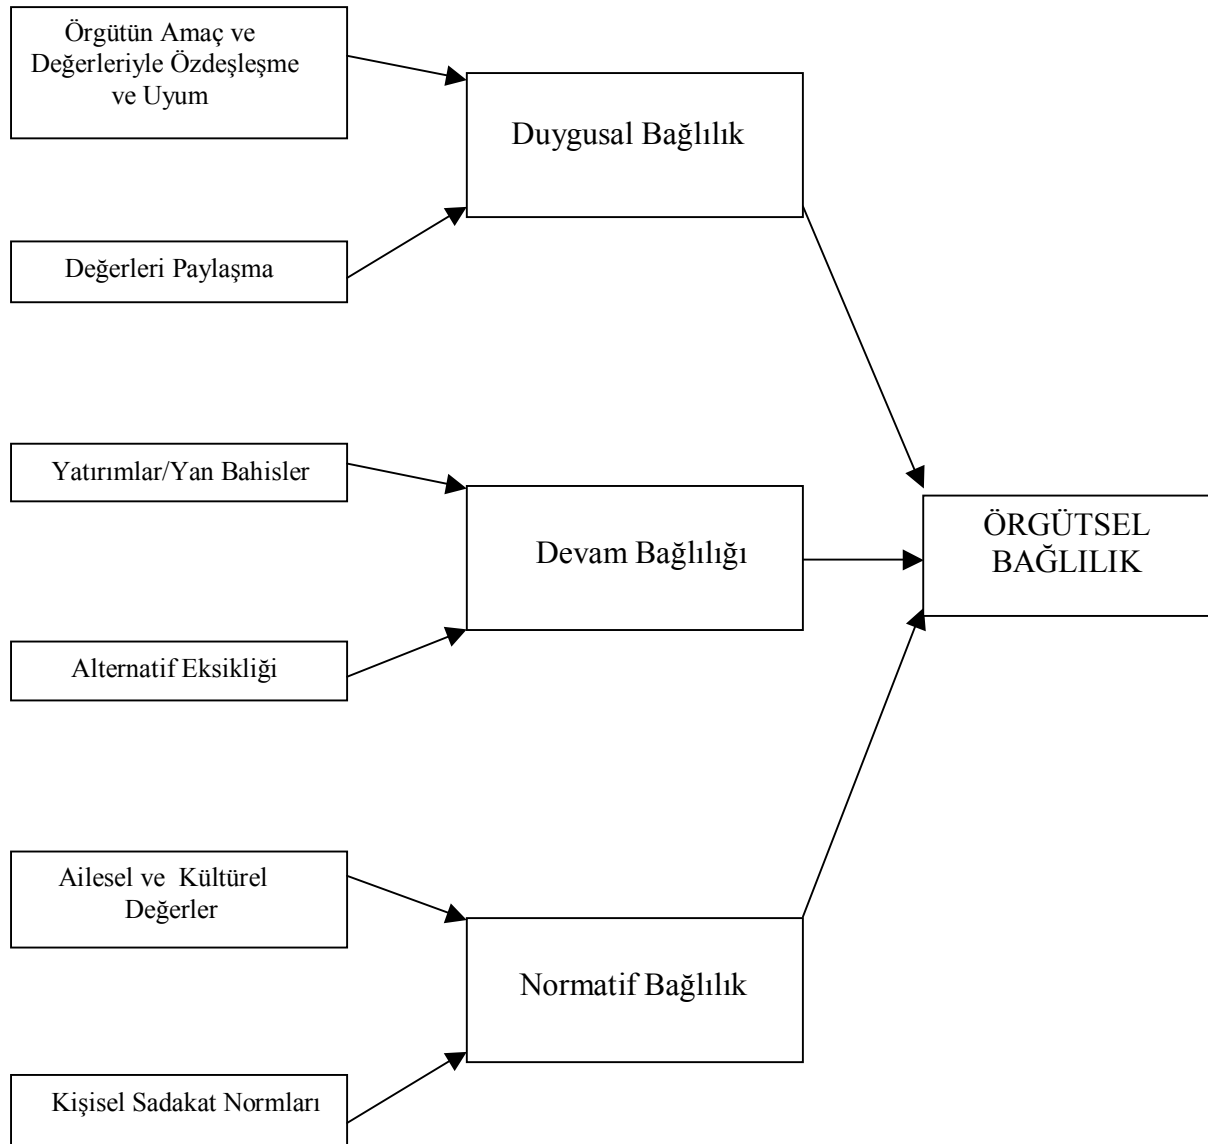 Örgütün Amaç ve
Değerleriyle Özdeşleşme
ve Uyum
Duygusal Bağlılık
Değerleri Paylaşma
Yatırımlar/Yan Bahisler
Devam Bağlılığı
ÖRGÜTSEL
BAĞLILIK
Alternatif Eksikliği
Ailesel ve Kültürel
Değerler
Normatif Bağlılık
Kişisel Sadakat Normları